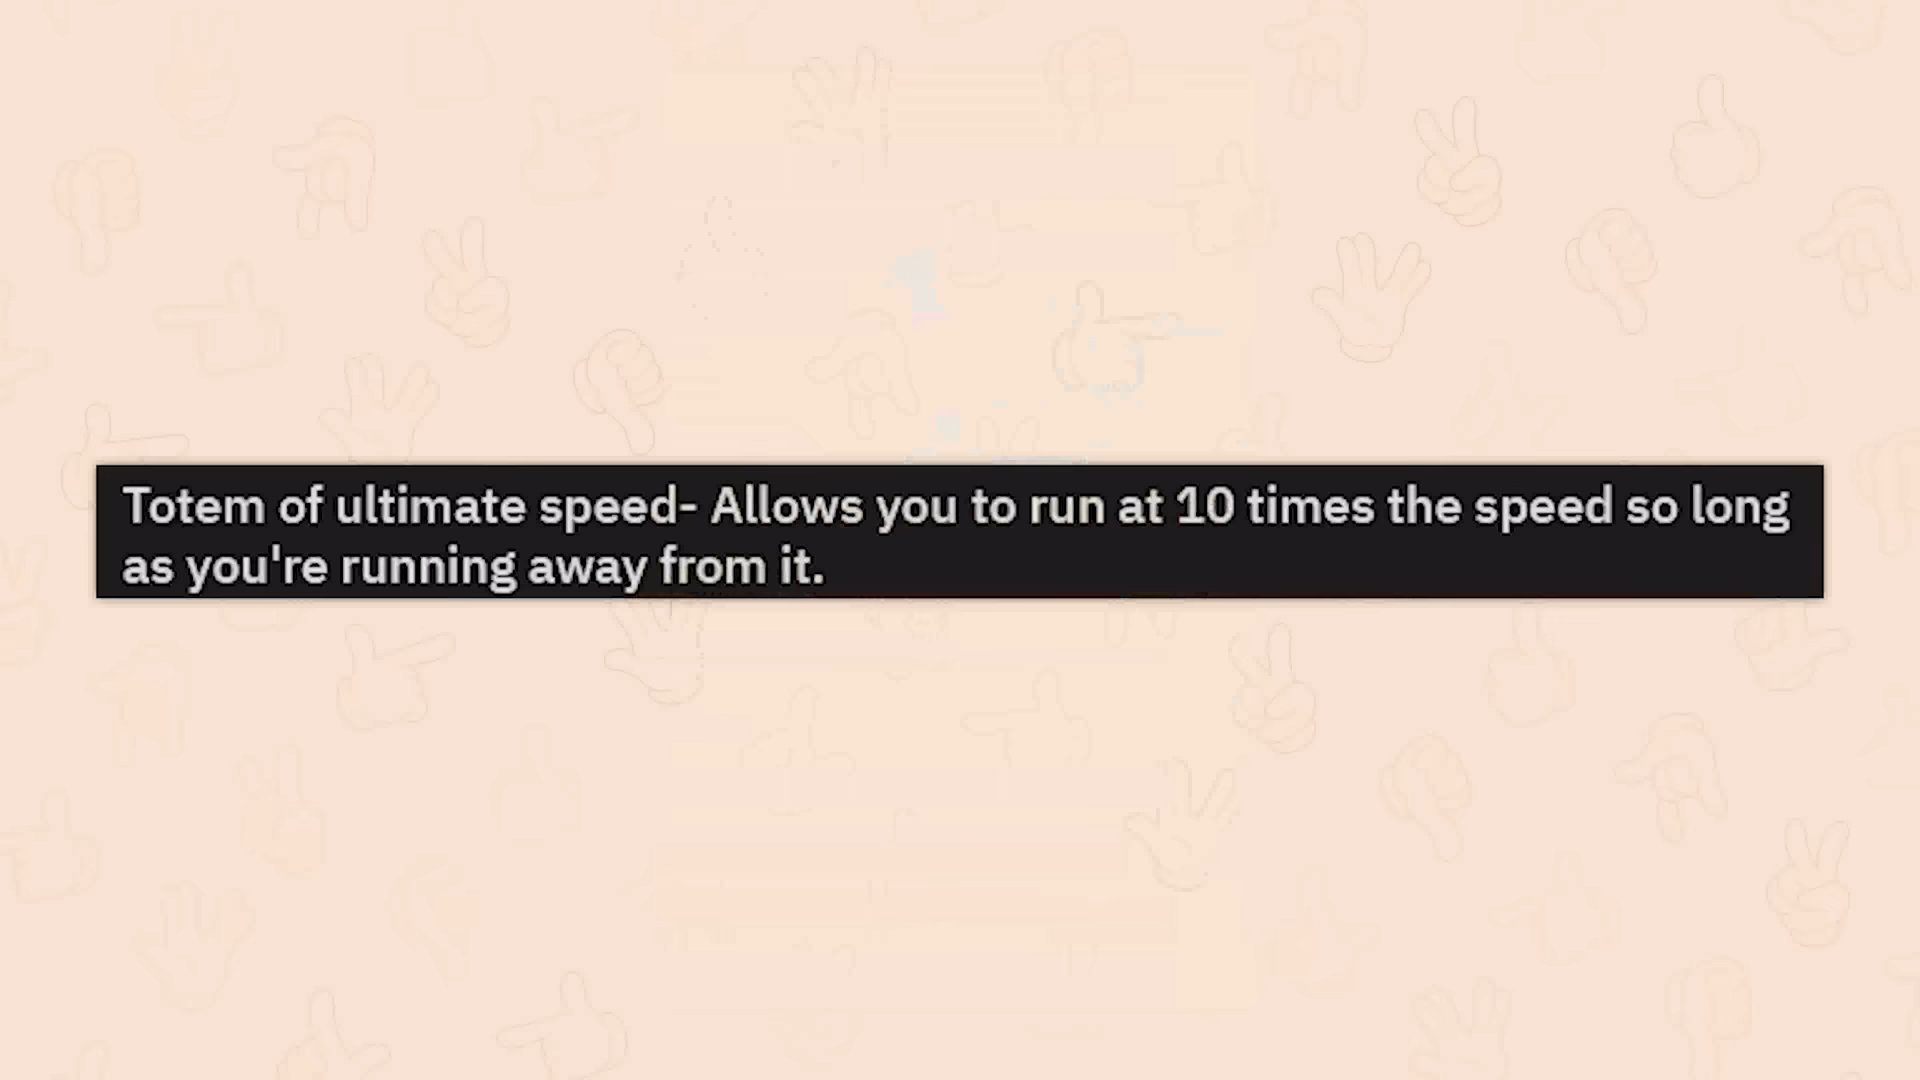 Totem of ultimate speed- Allows you to run at 10 times the speed so long
as you're running away from it.